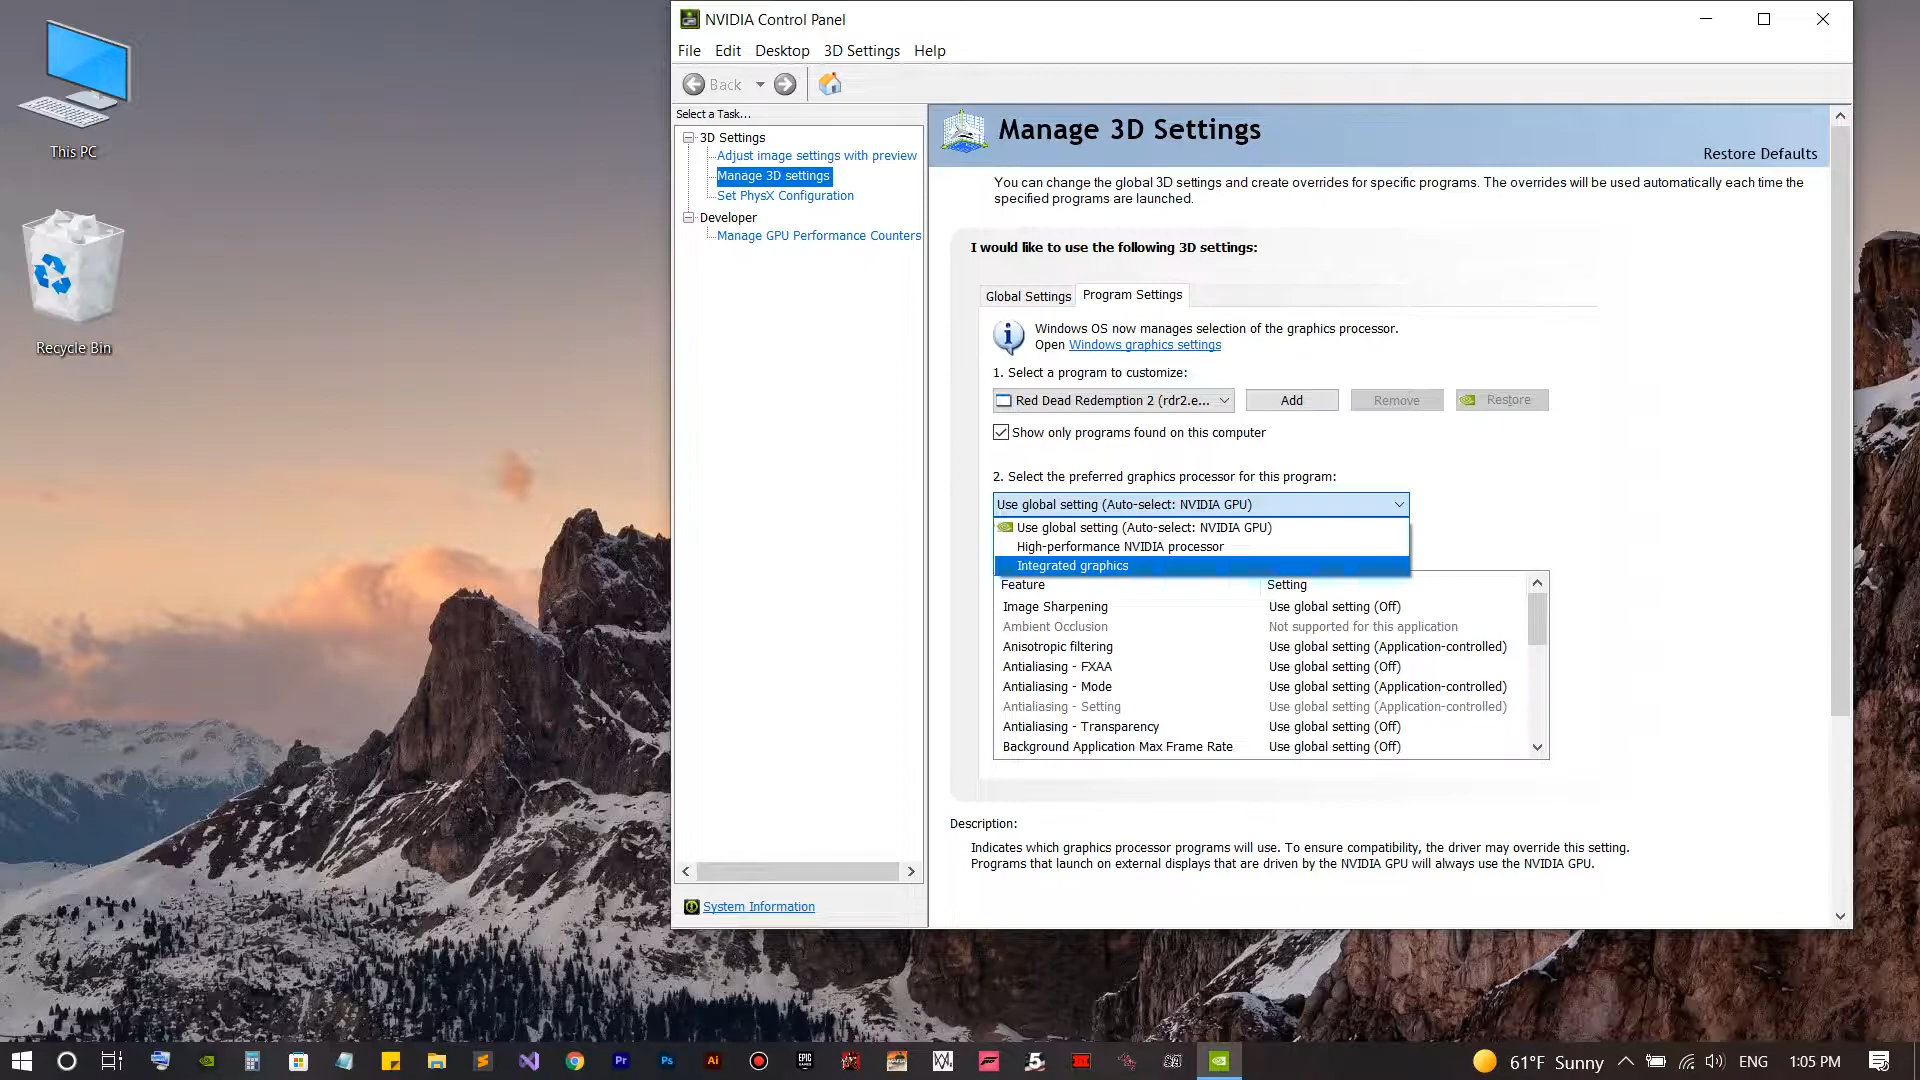 This PC
Recycle Bin
NVIDIA Control Panel
File Edit Desktop 3D Settings Help
Back
Select a Task...
3D Settings
Adjust image settings with preview
Manage 3D settings
Set PhysX Configuration
Developer
Manage GPU Performance Counters
System Information
Manage 3D Settings
Restore Defaults
You can change the global 3D settings and create overrides for specific programs. The overrides will be used automatically each time the
specified programs are launched.
I would like to use the following 3D settings:
Global Settings Program Settings
Windows OS now manages selection of the graphics processor.
Open Windows graphics settings
1. Select a program to customize:
Red Dead Redemption 2 (rdr2.e... Add Remove Restore
Show only programs found on this computer
2. Select the preferred graphics processor for this program:
Use global setting (Auto-select: NVIDIA GPU)
Use global setting (Auto-select: NVIDIA GPU)
High-performance NVIDIA processor
Integrated graphics
Feature Setting
Image Sharpening Use global setting (Off)
Ambient Occlusion Not supported for this application
Anisotropic filtering Use global setting (Application-controlled)
Antialiasing - FXAA Use global setting (Off)
Antialiasing - Mode Use global setting (Application-controlled)
Antialiasing - Setting Use global setting (Application-controlled)
Antialiasing - Transparency Use global setting (Off)
Background Application Max Frame Rate Use global setting (Off)
Description:
Indicates which graphics processor programs will use. To ensure compatibility, the driver may override this setting.
Programs that launch on external displays that are driven by the NVIDIA GPU will always use the NVIDIA GPU.
Pr Ps Ai EPIC GAMES 5 61°F Sunny ENG 1:05 PM